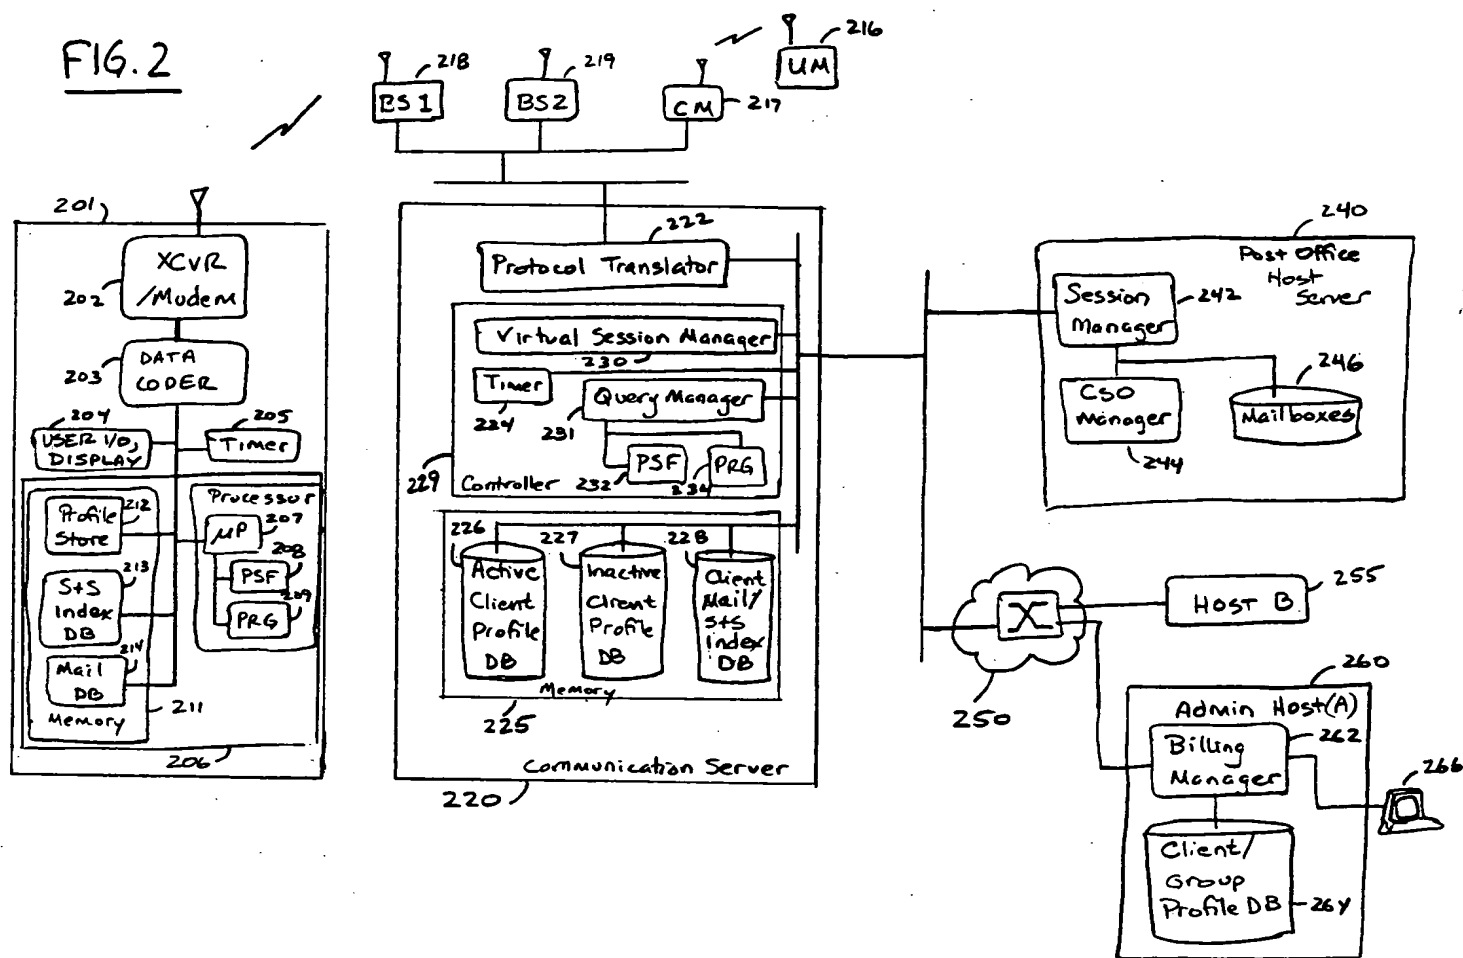 FIG. 2
218
BS1
219
BS2
CM
217
216
UM
201
XCVR
/Modem
202
DATA
CODER
203
204
USER I/O,
DISPLAY
205
Timer
Profile
Store
212
S+S
Index
DB
213
Mail
DB
214
Memory
211
Processor
μP
207
PSF
208
PRG
209
206
222
Protocol Translator
Virtual Session Manager
230
Timer
224
Query Manager
231
PSF
232
PRG
229
Controller
226
Active
Client
Profile
DB
227
Inactive
Client
Profile
DB
228
Client
Mail/
S+S
Index
DB
Memory
225
Communication Server
220
240
Post Office
Host
Server
Session
Manager
242
CSO
Manager
244
246
Mailboxes
250
HOST B
255
260
Admin Host(A)
Billing
Manager
262
266
Client/
Group
Profile DB
264